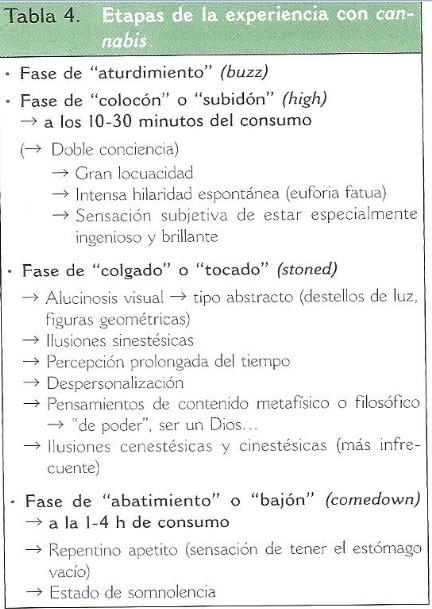 Tabla 4. Etapas de la experiencia con can-
nabis
• Fase de “aturdimiento” (buzz)
• Fase de “colocón” o “subidón” (high)
→ a los 10-30 minutos del consumo
(→ Doble conciencia)
→ Gran locuacidad
→ Intensa hilaridad espontánea (euforia fatua)
→ Sensación subjetiva de estar especialmente
ingenioso y brillante
• Fase de “colgado” o “tocado” (stoned)
→ Alucinosis visual → tipo abstracto (destellos de luz,
figuras geométricas)
→ Ilusiones sinestésicas
→ Percepción prolongada del tiempo
→ Despersonalización
→ Pensamientos de contenido metafísico o filosófico
→ “de poder”, ser un Dios...
→ Ilusiones cenestésicas y cinestésicas (más infre-
cuente)
• Fase de “abatimiento” o “bajón” (comedown)
→ a la 1-4 h de consumo
→ Repentino apetito (sensación de tener el estómago
vacío)
→ Estado de somnolencia